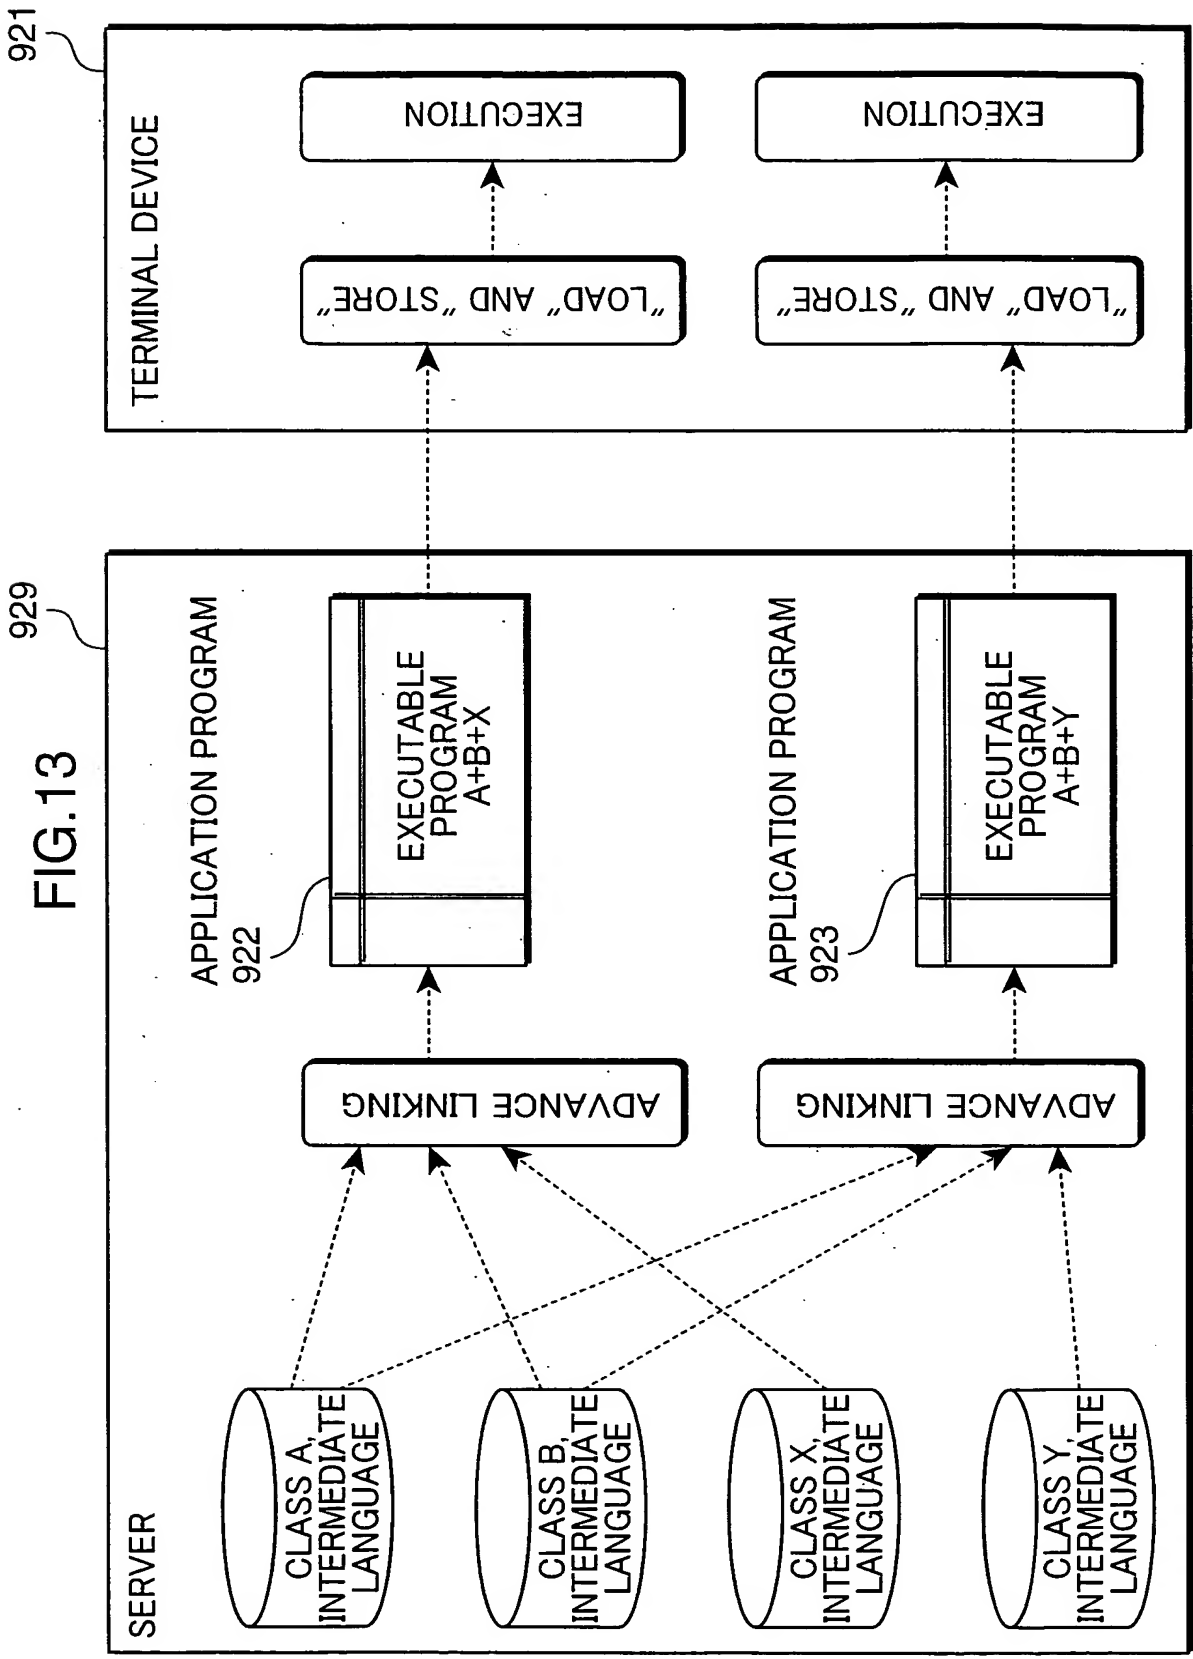 FIG.13
SERVER
929
CLASS A,
INTERMEDIATE
LANGUAGE
CLASS B,
INTERMEDIATE
LANGUAGE
CLASS X,
INTERMEDIATE
LANGUAGE
CLASS Y,
INTERMEDIATE
LANGUAGE
ADVANCE LINKING
ADVANCE LINKING
APPLICATION PROGRAM
922
EXECUTABLE
PROGRAM
A+B+X
APPLICATION PROGRAM
923
EXECUTABLE
PROGRAM
A+B+Y
TERMINAL DEVICE
921
"LOAD" AND "STORE"
EXECUTION
"LOAD" AND "STORE"
EXECUTION